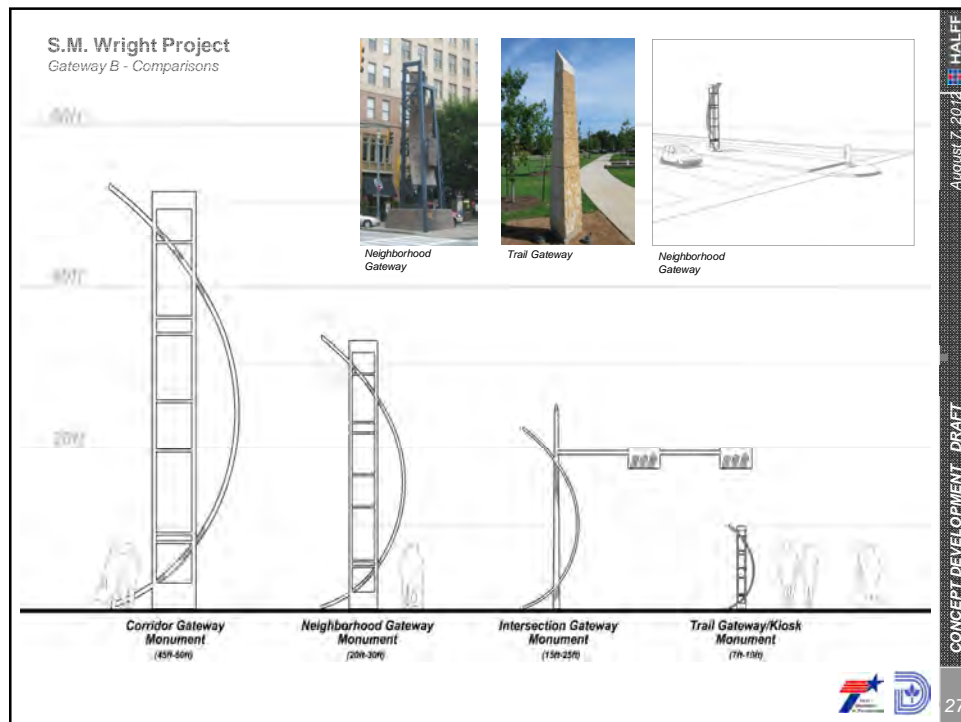 S.M. Wright Project
Gateway B - Comparisons
Neighborhood
Gateway
Trail Gateway
Neighborhood
Gateway
20ft
Corridor Gateway
Monument
(45ft-60ft)
Neighborhood Gateway
Monument
(20ft-30ft)
Intersection Gateway
Monument
(15ft-25ft)
Trail Gateway/Kiosk
Monument
(7ft-10ft)
HALFF
August 7, 2012
CONCEPT DEVELOPMENT DRAFT
27